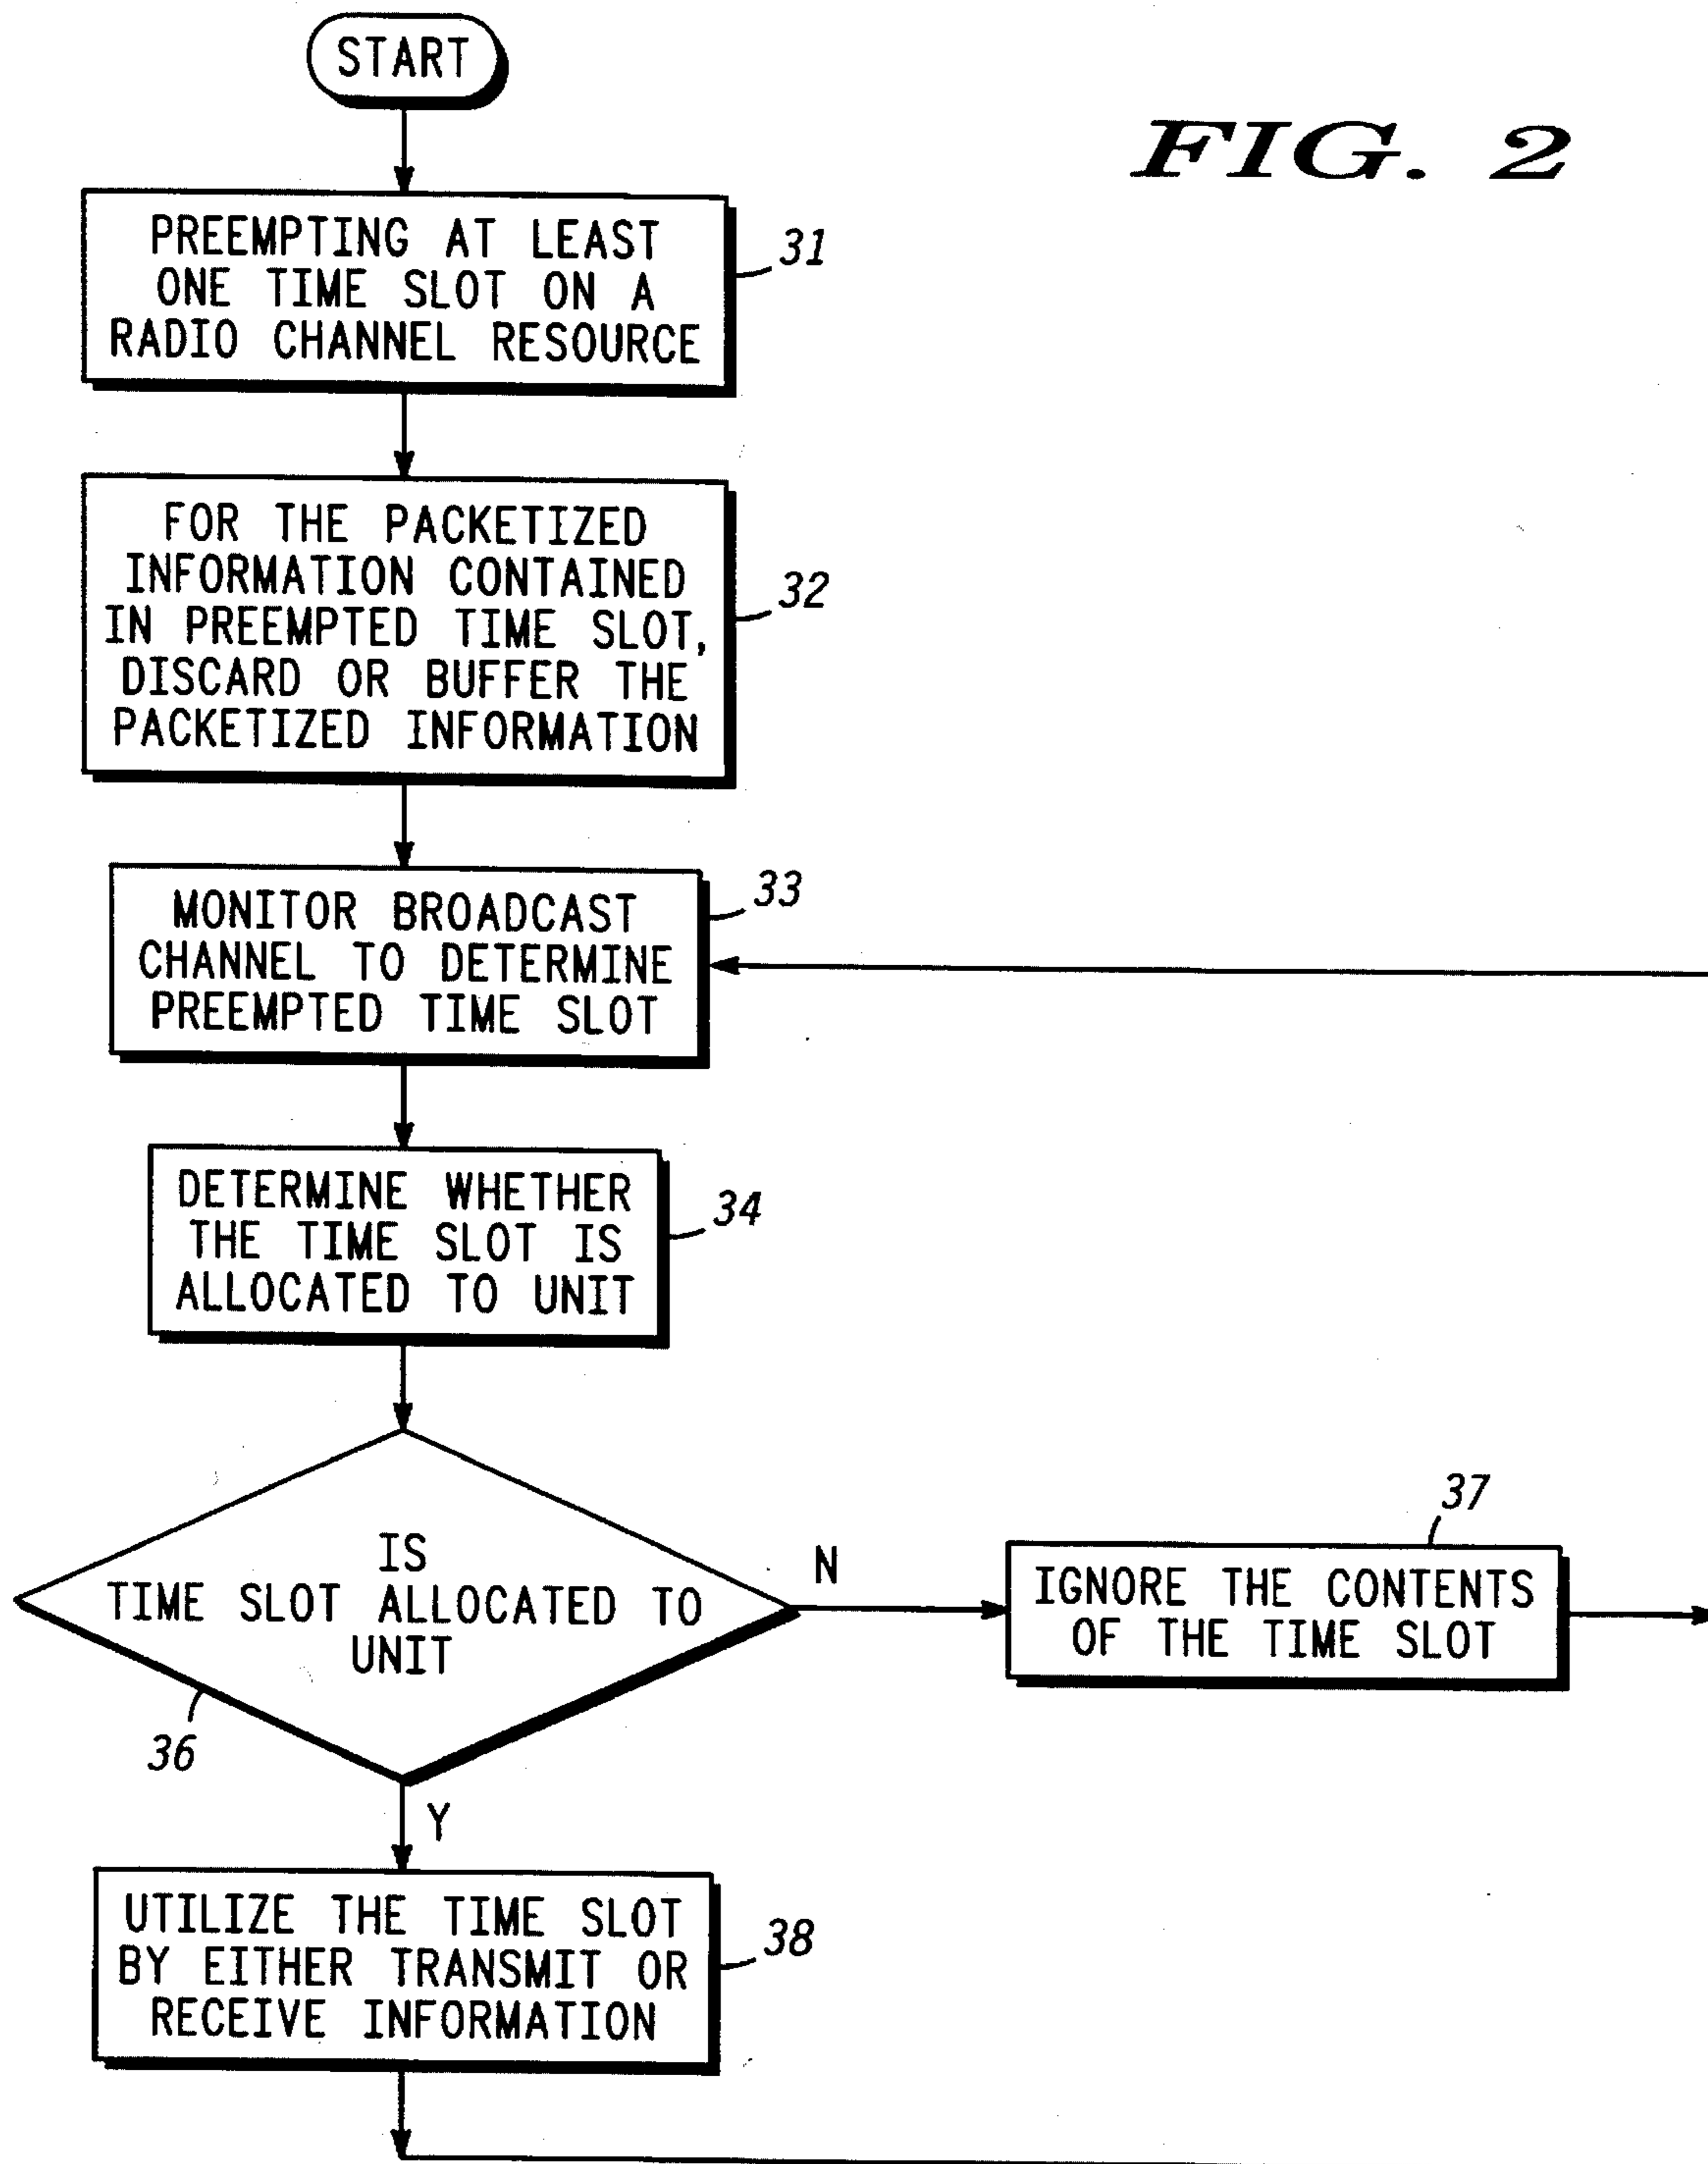 START
FIG. 2
PREEMPTING AT LEAST
ONE TIME SLOT ON A
RADIO CHANNEL RESOURCE
31
FOR THE PACKETIZED
INFORMATION CONTAINED
IN PREEMPTED TIME SLOT,
DISCARD OR BUFFER THE
PACKETIZED INFORMATION
32
MONITOR BROADCAST
CHANNEL TO DETERMINE
PREEMPTED TIME SLOT
33
DETERMINE WHETHER
THE TIME SLOT IS
ALLOCATED TO UNIT
34
IS
TIME SLOT ALLOCATED TO
UNIT
36
N
37
IGNORE THE CONTENTS
OF THE TIME SLOT
Y
UTILIZE THE TIME SLOT
BY EITHER TRANSMIT OR
RECEIVE INFORMATION
38